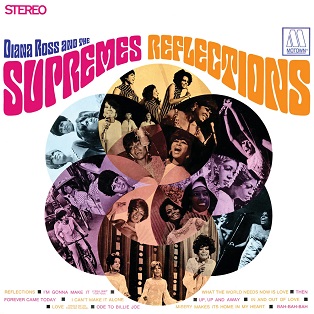 STEREO
DIANA ROSS AND THE
SUPREMES REFLECTIONS
M
MOTOWN
REFLECTIONS I'M GONNA MAKE IT WHAT THE WORLD NEEDS NOW IS LOVE THEN
FOREVER CAME TODAY I CAN'T MAKE IT ALONE UP, UP AND AWAY IN AND OUT OF LOVE
LOVE ODE TO BILLIE JOE MISERY MAKES ITS HOME IN MY HEART BAH-BAH-BAH